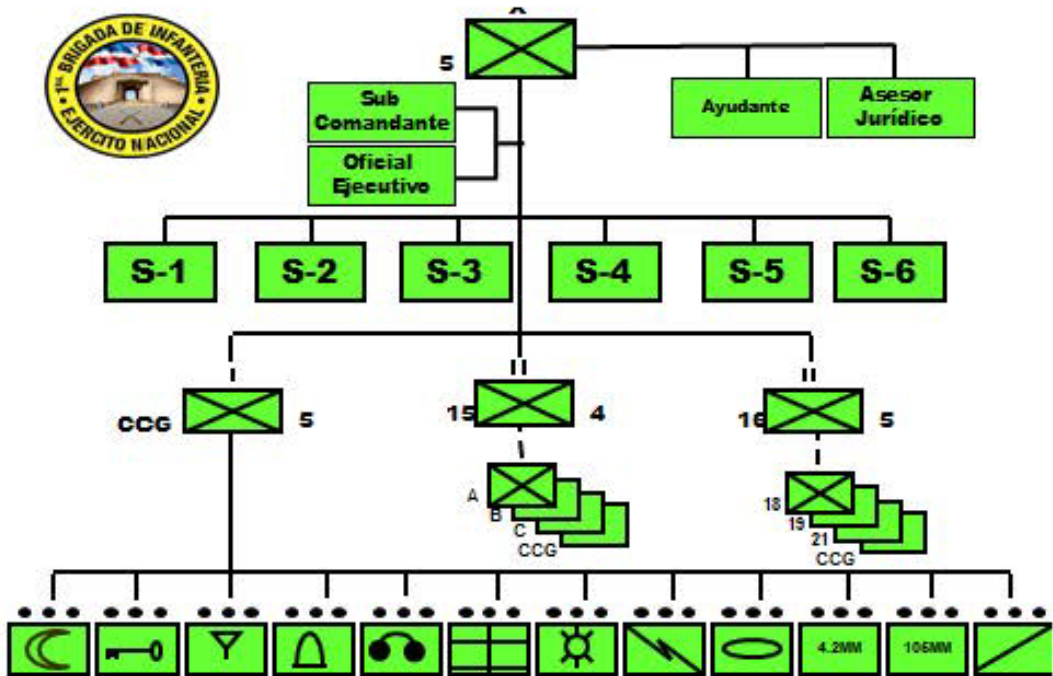 1RA. BRIGADA DE INFANTERIA
EJERCITO NACIONAL
5
Sub
Comandante
Oficial
Ejecutivo
Ayudante
Asesor
Jurídico
S-1
S-2
S-3
S-4
S-5
S-6
CCG
5
15
4
16
5
A
B
C
CCG
18
19
21
CCG
4.2MM
105MM